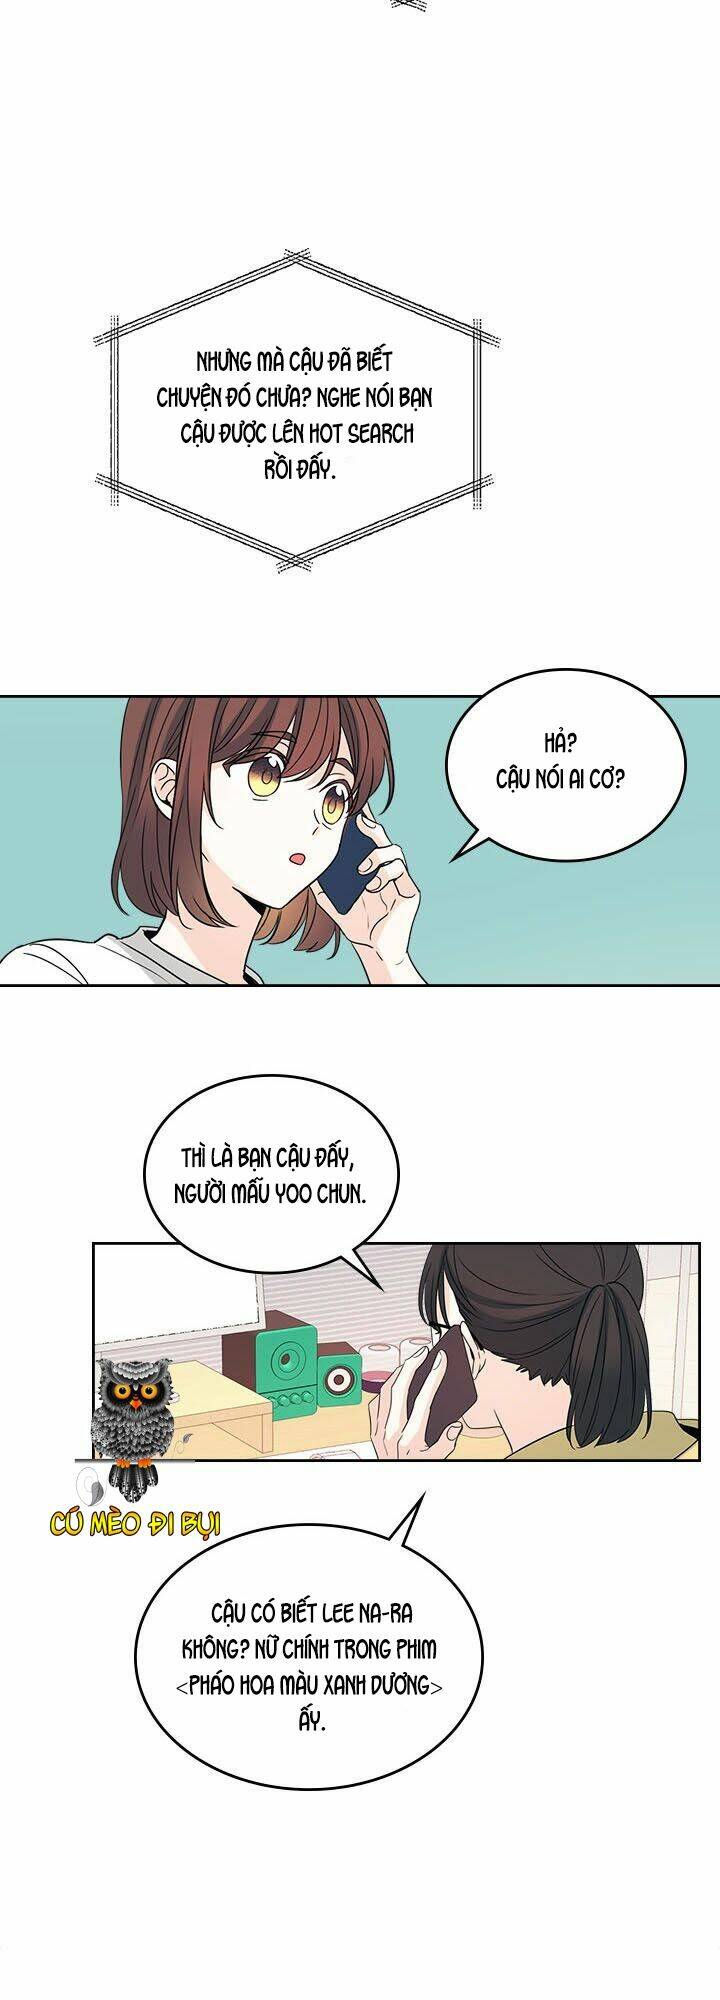 NHƯNG MÀ CẬU ĐÃ BIẾT
CHUYỆN ĐÓ CHƯA? NGHE NÓI BẠN
CẬU ĐƯỢC LÊN HOT SEARCH
RỒI ĐẤY.
HẢ?
CẬU NÓI AI CƠ?
THÌ LÀ BẠN CẬU ĐẤY,
NGƯỜI MẪU YOO CHUN.
CÚ MÈO ĐI BỤI
CẬU CÓ BIẾT LEE NA-RA
KHÔNG? NỮ CHÍNH TRONG PHIM
<PHÁO HOA MÀU XANH DƯƠNG>
ẤY.